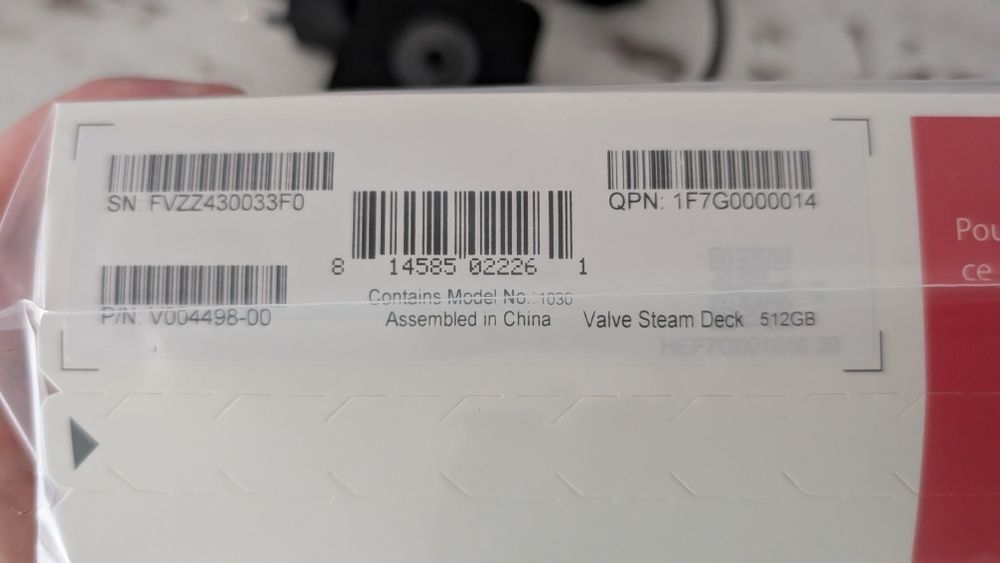 SN: FVZZ430033F0
QPN: 1F7G0000014
8 14585 02226 1
P/N: V004498-00
Contains Model No.: 1030
Assembled in China
Valve Steam Deck 512GB
Pou
ce